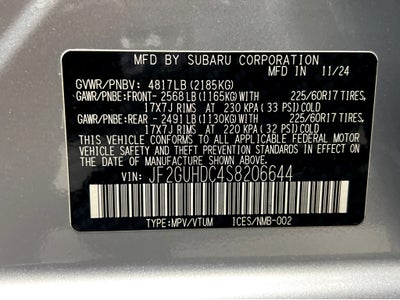 MFD BY SUBARU CORPORATION
MFD IN 11/24
GVWR/PNBV: 4817LB (2185KG)
GAWR/PNBE:FRONT- 2568LB (1165KG)WITH 225/60R17 TIRES,
17X7J RIMS AT 230 KPA (33 PSI)COLD
GAWR/PNBE:REAR - 2491LB (1130KG)WITH 225/60R17 TIRES,
17X7J RIMS AT 220 KPA (32 PSI)COLD
THIS VEHICLE CONFORMS TO ALL APPLICABLE FEDERAL MOTOR
VEHICLE SAFETY AND THEFT PREVENTION STANDARDS IN
EFFECT ON THE DATE OF MANUFACTURE SHOWN ABOVE.
VIN: JF2GUHDC4S8206644
TYPE:MPV/VTUM ICES/NMB-002